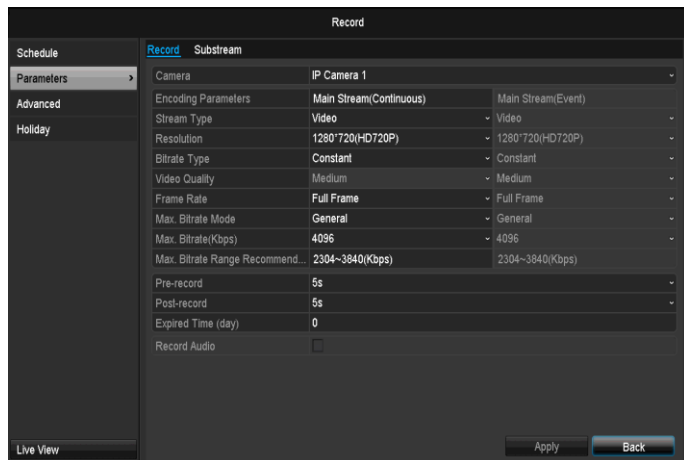 Record
Schedule
Parameters
Advanced
Holiday
Live View
Record Substream
Camera IP Camera 1
Encoding Parameters Main Stream(Continuous) Main Stream(Event)
Stream Type Video Video
Resolution 1280*720(HD720P) 1280*720(HD720P)
Bitrate Type Constant Constant
Video Quality Medium Medium
Frame Rate Full Frame Full Frame
Max. Bitrate Mode General General
Max. Bitrate(Kbps) 4096 4096
Max. Bitrate Range Recommend... 2304~3840(Kbps) 2304~3840(Kbps)
Pre-record 5s
Post-record 5s
Expired Time (day) 0
Record Audio
Apply Back